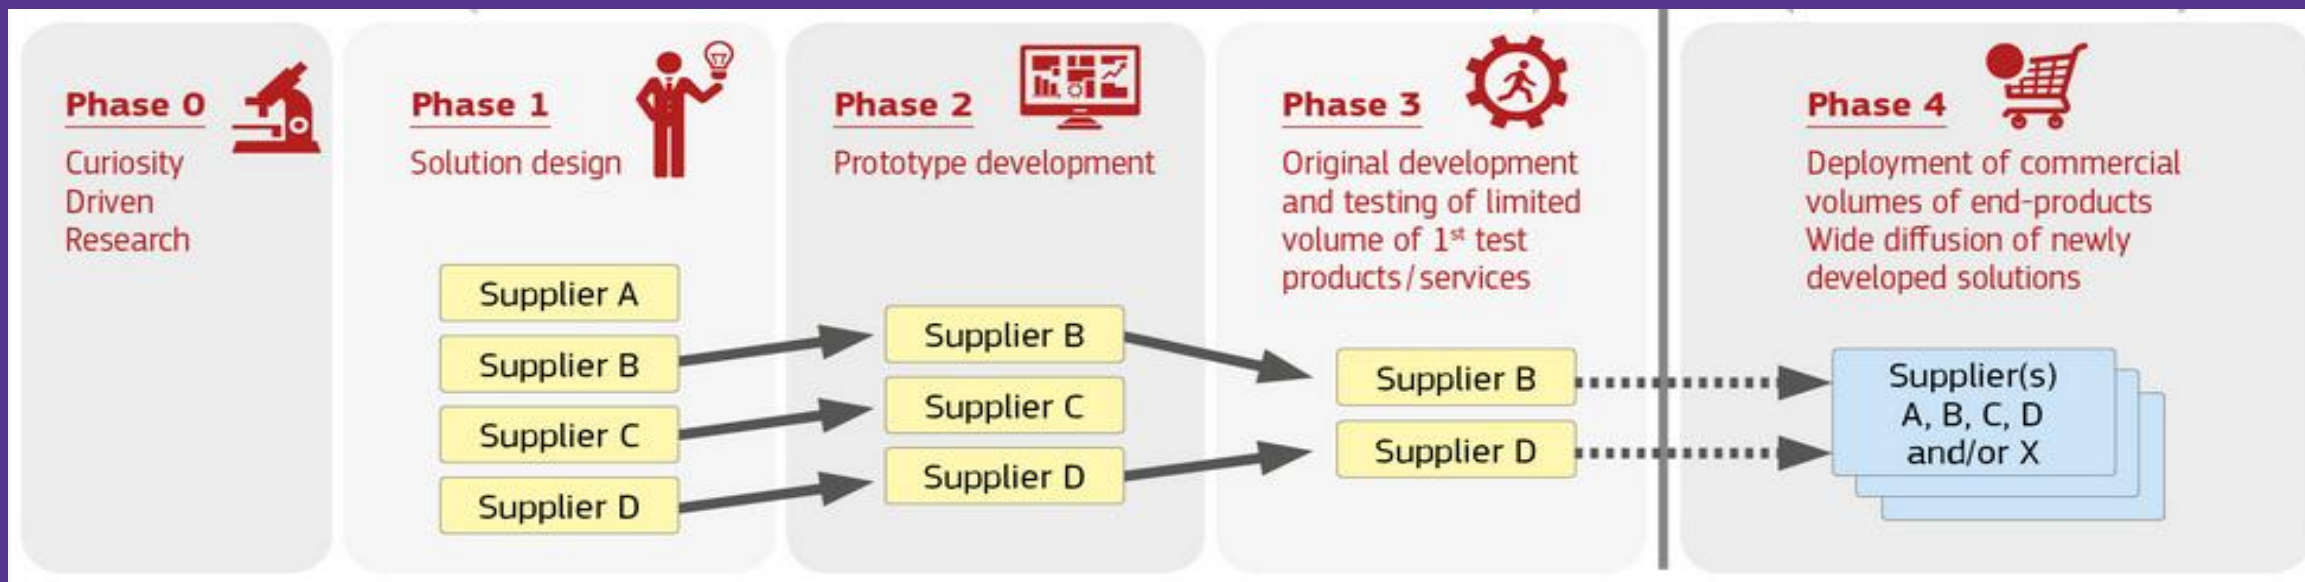 Phase 0
Curiosity
Driven
Research
Phase 1
Solution design
Supplier A
Supplier B
Supplier C
Supplier D
Phase 2
Prototype development
Supplier B
Supplier C
Supplier D
Phase 3
Original development
and testing of limited
volume of 1st test
products/services
Supplier B
Supplier D
Phase 4
Deployment of commercial
volumes of end-products
Wide diffusion of newly
developed solutions
Supplier(s)
A, B, C, D
and/or X